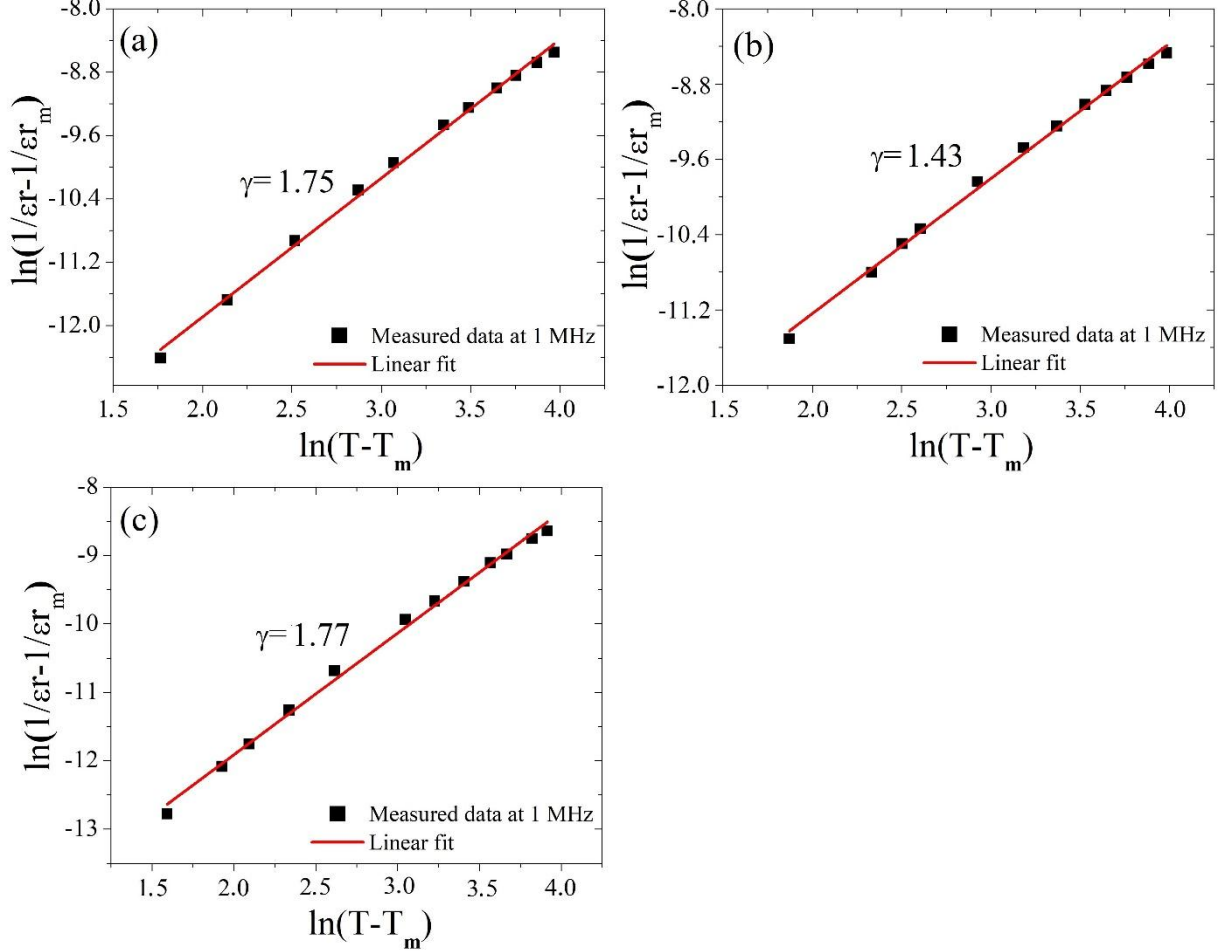 (a)
ln(1/εr-1/εr_m)
-8.0
-8.8
-9.6
-10.4
-11.2
-12.0
γ= 1.75
Measured data at 1 MHz
Linear fit
1.5 2.0 2.5 3.0 3.5 4.0
ln(T-T_m)
(b)
ln(1/εr-1/εr_m)
-8.0
-8.8
-9.6
-10.4
-11.2
-12.0
γ= 1.43
Measured data at 1 MHz
Linear fit
1.5 2.0 2.5 3.0 3.5 4.0
ln(T-T_m)
(c)
ln(1/εr-1/εr_m)
-8
-9
-10
-11
-12
-13
γ= 1.77
Measured data at 1 MHz
Linear fit
1.5 2.0 2.5 3.0 3.5 4.0
ln(T-T_m)